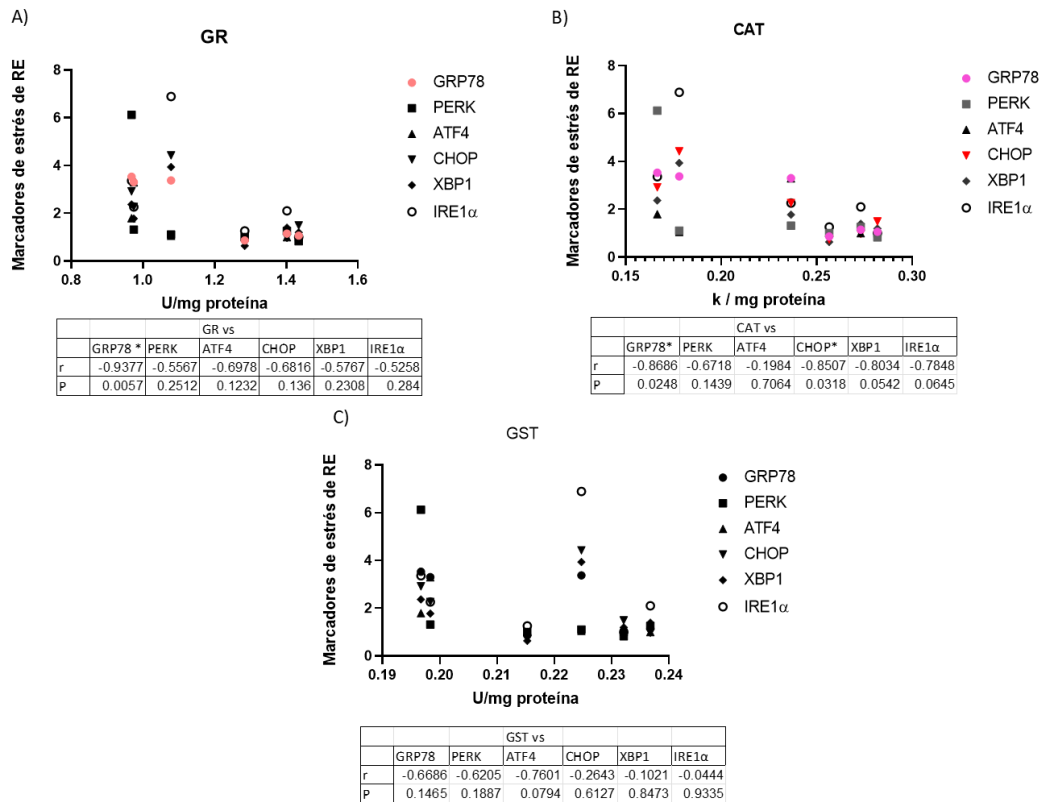 A)
GR
Marcadores de estrés de RE
8
6
4
2
0
0.8 1.0 1.2 1.4 1.6
U/mg proteína
GRP78
PERK
ATF4
CHOP
XBP1
IRE1α
GR vs
GRP78 * PERK ATF4 CHOP XBP1 IRE1α
r -0.9377 -0.5567 -0.6978 -0.6816 -0.5767 -0.5258
P 0.0057 0.2512 0.1232 0.136 0.2308 0.284
B)
CAT
Marcadores de estrés de RE
8
6
4
2
0
0.15 0.20 0.25 0.30
k / mg proteína
GRP78
PERK
ATF4
CHOP
XBP1
IRE1α
CAT vs
GRP78* PERK ATF4 CHOP* XBP1 IRE1α
r -0.8686 -0.6718 -0.1984 -0.8507 -0.8034 -0.7848
P 0.0248 0.1439 0.7064 0.0318 0.0542 0.0645
C)
GST
Marcadores de estrés de RE
8
6
4
2
0
0.19 0.20 0.21 0.22 0.23 0.24
U/mg proteína
GRP78
PERK
ATF4
CHOP
XBP1
IRE1α
GST vs
GRP78 PERK ATF4 CHOP XBP1 IRE1α
r -0.6686 -0.6205 -0.7601 -0.2643 -0.1021 -0.0444
P 0.1465 0.1887 0.0794 0.6127 0.8473 0.9335